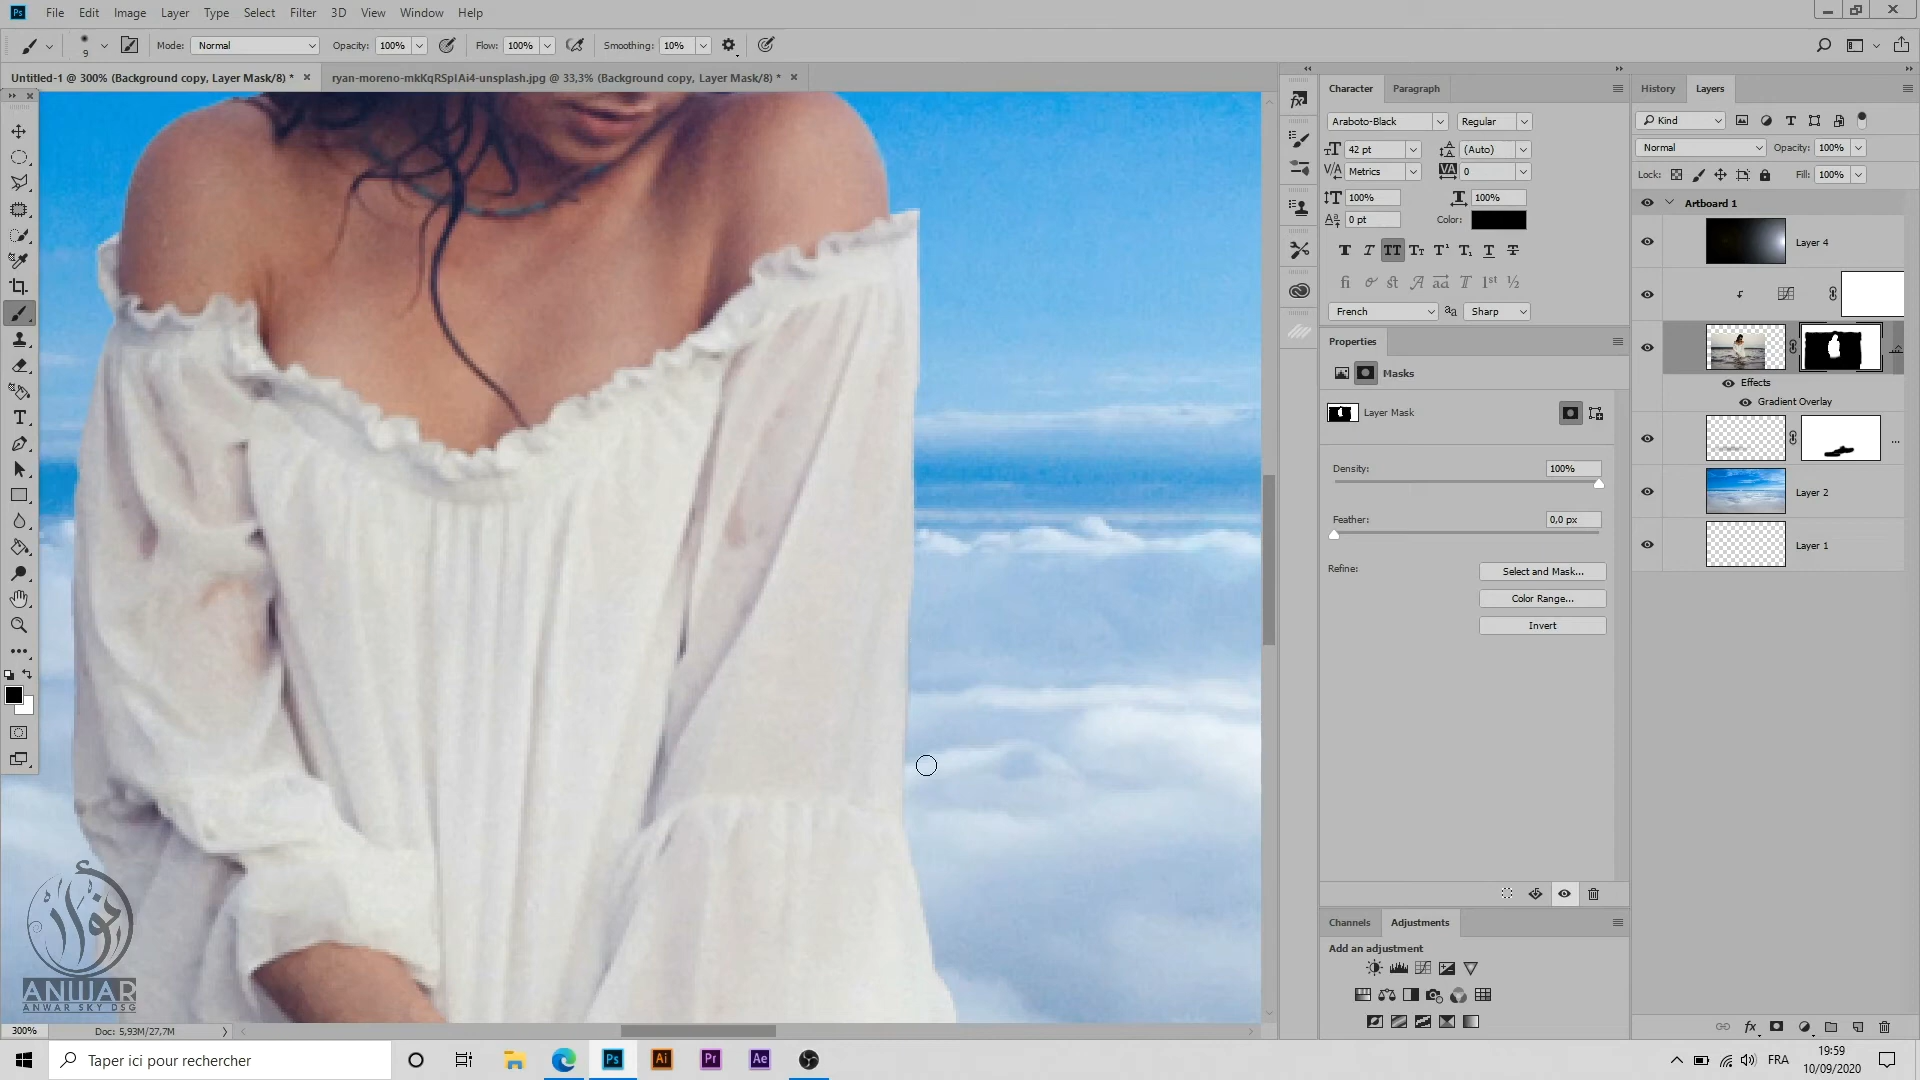 Ps File Edit Image Layer Type Select Filter 3D View Window Help
9 Mode: Normal Opacity: 100% Flow: 100% Smoothing: 10%
Untitled-1 @ 300% (Background copy, Layer Mask/8) * × ryan-moreno-mkKqRSpIAi4-unsplash.jpg @ 33,3% (Background copy, Layer Mask/8) * ×
Character Paragraph
Araboto-Black Regular
42 pt (Auto)
Metrics 0
100% 100%
0 pt Color:
French Sharp
Properties
Masks
Layer Mask
Density: 100%
Feather: 0,0 px
Refine: Select and Mask...
Color Range...
Invert
Channels Adjustments
Add an adjustment
History Layers
Kind
Normal Opacity: 100%
Lock: Fill: 100%
Artboard 1
Layer 4
Effects
Gradient Overlay
...
Layer 2
Layer 1
ANWAR
ANWAR SKY DSG
300% Doc: 5,93M/27,7M
Taper ici pour rechercher
Ps Ai Pr Ae
FRA 19:59
10/09/2020